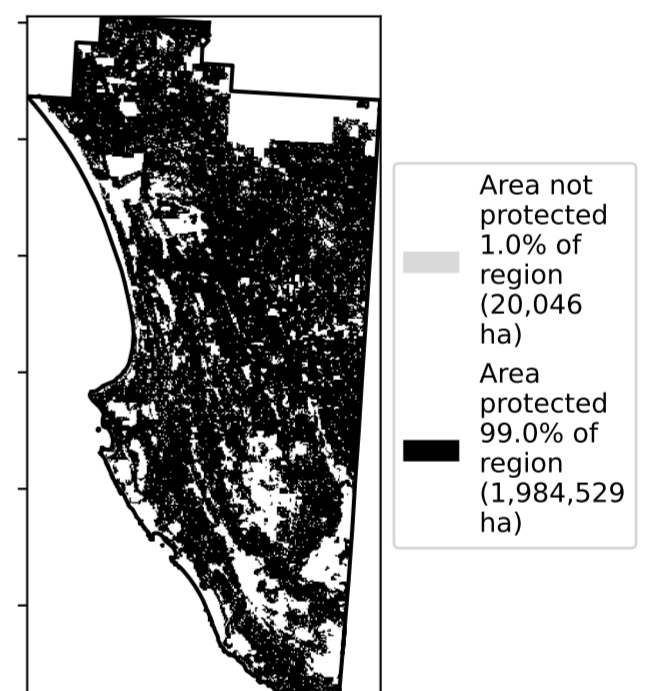 Area not
protected
1.0% of
region
(20,046
ha)
Area
protected
99.0% of
region
(1,984,529
ha)